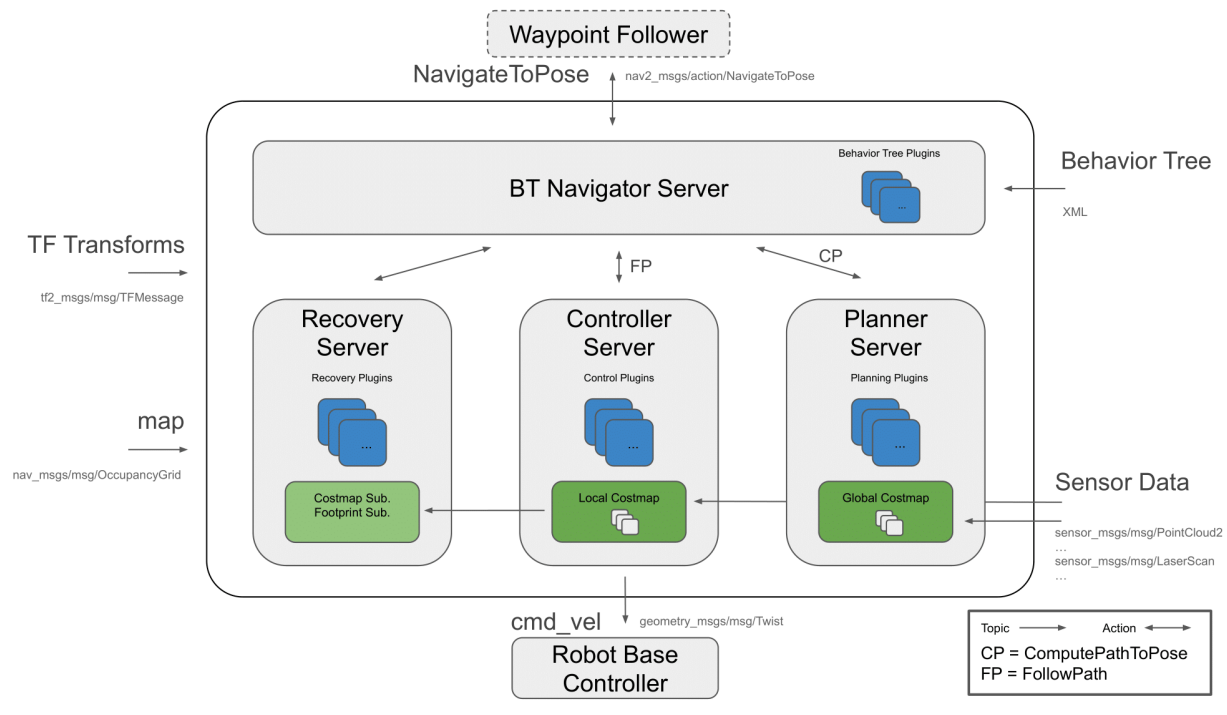 Waypoint Follower
NavigateToPose
nav2_msgs/action/NavigateToPose
Behavior Tree Plugins
BT Navigator Server
...
Behavior Tree
XML
TF Transforms
tf2_msgs/msg/TFMessage
FP
CP
Recovery
Server
Recovery Plugins
...
Costmap Sub.
Footprint Sub.
Controller
Server
Control Plugins
...
Local Costmap
Planner
Server
Planning Plugins
...
Global Costmap
map
nav_msgs/msg/OccupancyGrid
Sensor Data
sensor_msgs/msg/PointCloud2
...
sensor_msgs/msg/LaserScan
...
cmd_vel
geometry_msgs/msg/Twist
Robot Base
Controller
Topic
Action
CP = ComputePathToPose
FP = FollowPath